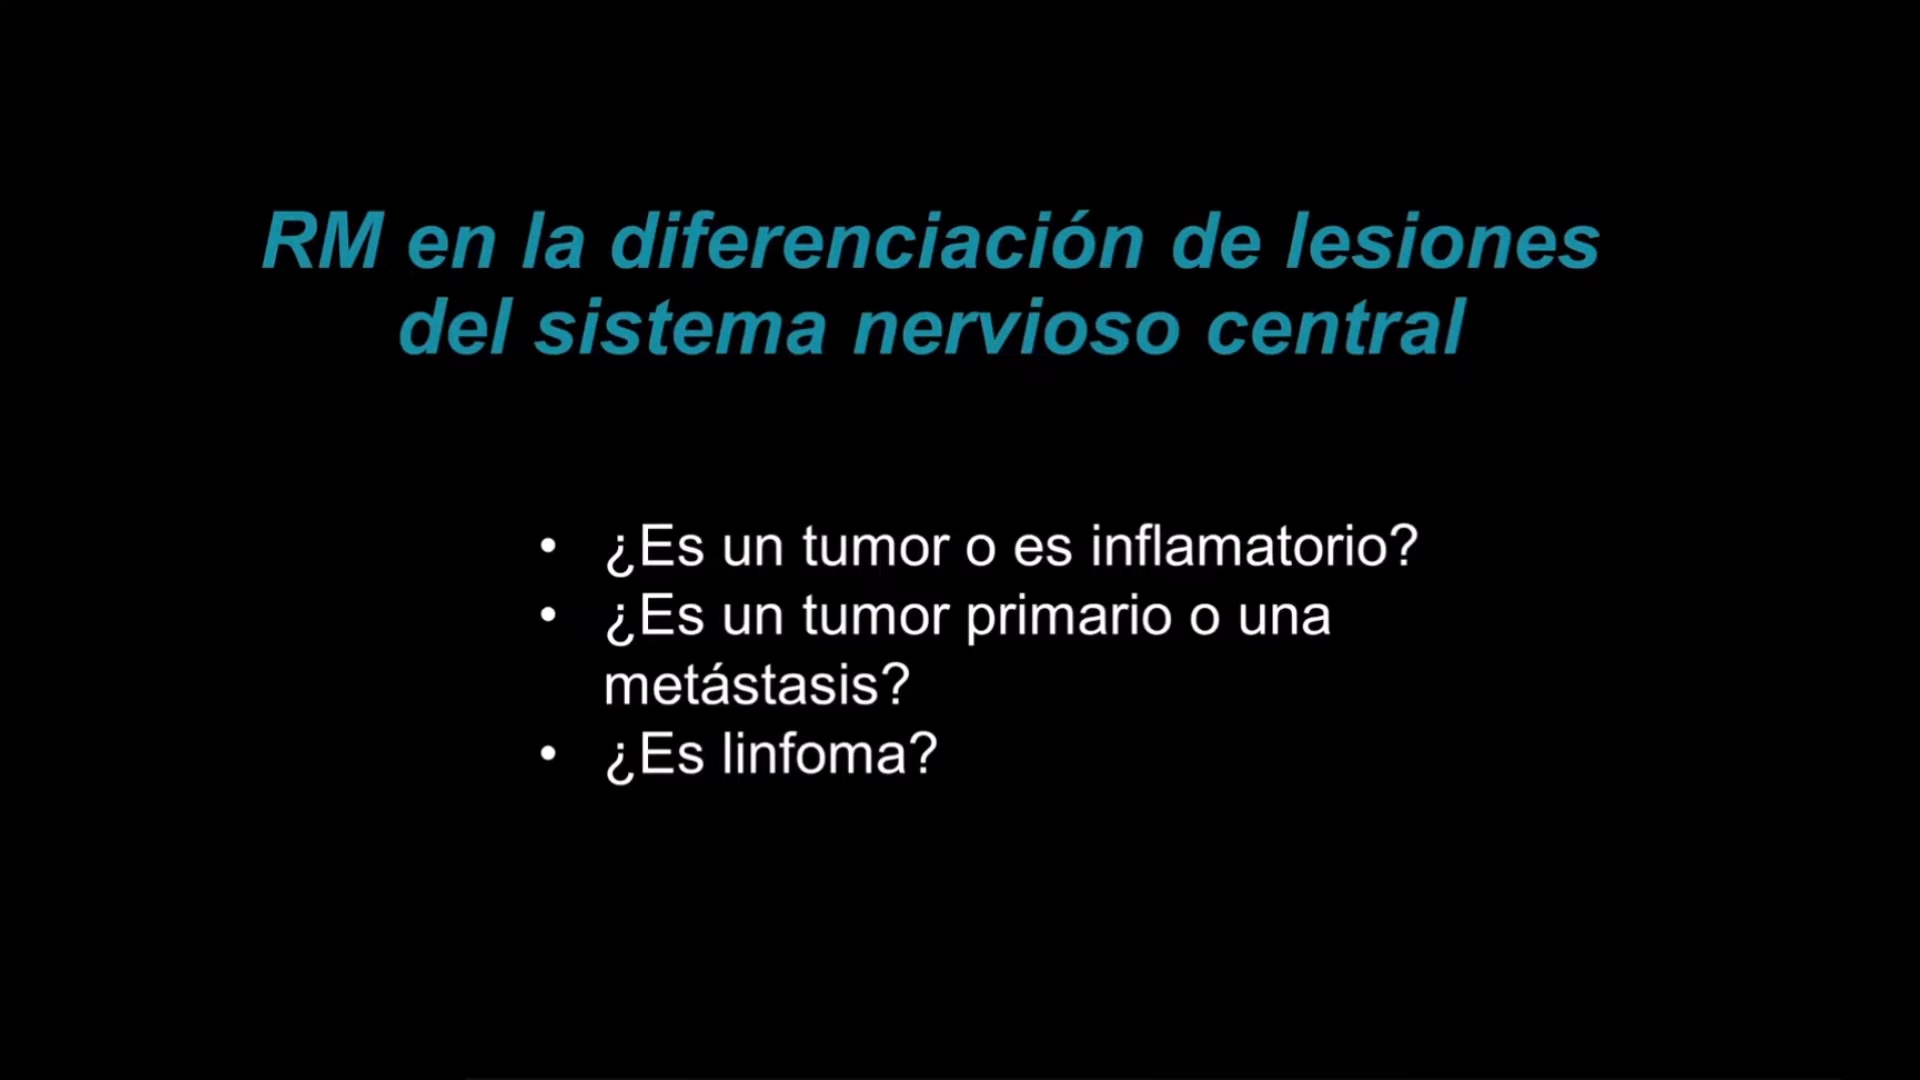 RM en la diferenciación de lesiones
del sistema nervioso central
• ¿Es un tumor o es inflamatorio?
• ¿Es un tumor primario o una
metástasis?
• ¿Es linfoma?